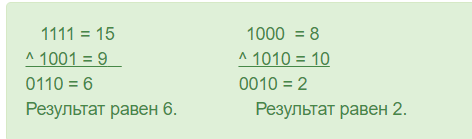 1111 = 15 1000 = 8
^ 1001 = 9 ^ 1010 = 10
0110 = 6 0010 = 2
Результат равен 6. Результат равен 2.